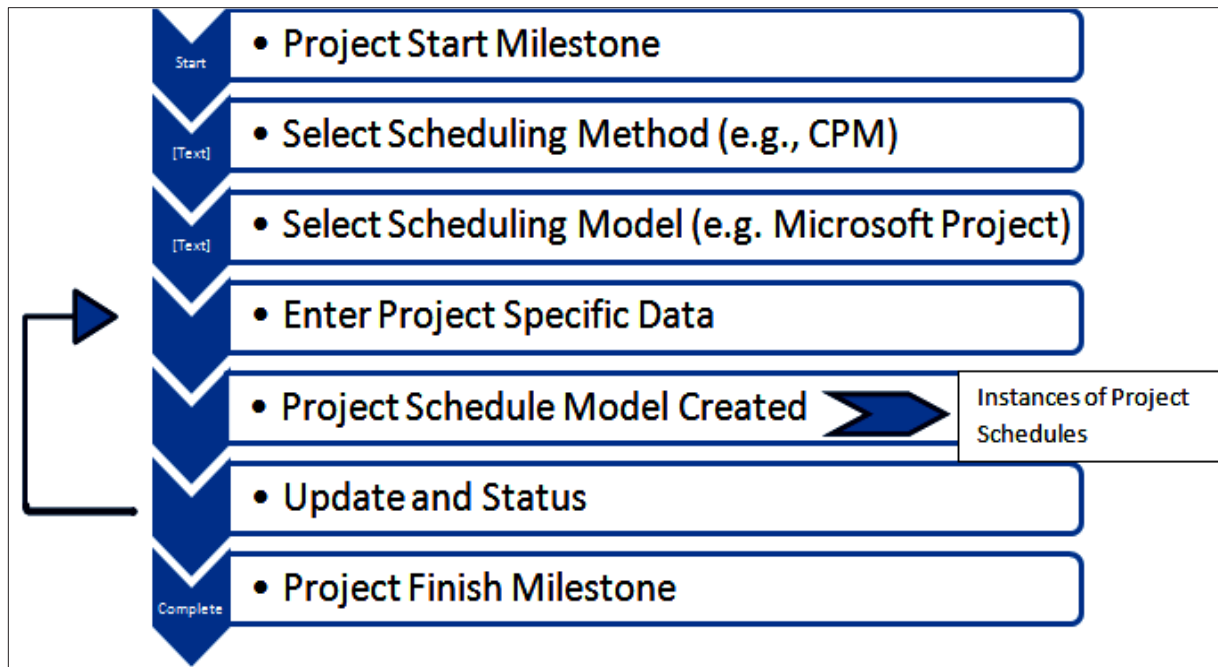 Start
• Project Start Milestone
[Text]
• Select Scheduling Method (e.g., CPM)
[Text]
• Select Scheduling Model (e.g. Microsoft Project)
• Enter Project Specific Data
• Project Schedule Model Created
Instances of Project
Schedules
• Update and Status
Complete
• Project Finish Milestone